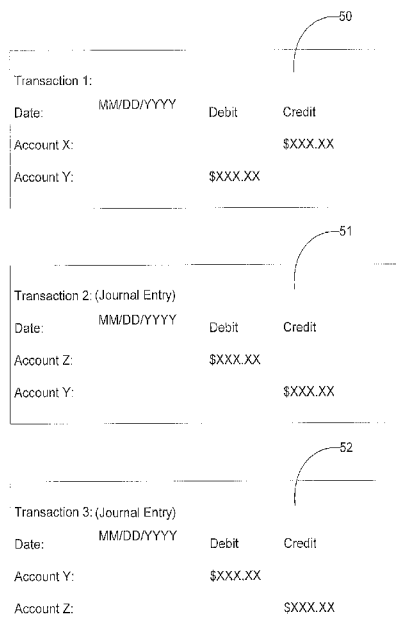 50
Transaction 1:
Date: MM/DD/YYYY Debit Credit
Account X: $XXX.XX
Account Y: $XXX.XX
51
Transaction 2: (Journal Entry)
Date: MM/DD/YYYY Debit Credit
Account Z: $XXX.XX
Account Y: $XXX.XX
52
Transaction 3: (Journal Entry)
Date: MM/DD/YYYY Debit Credit
Account Y: $XXX.XX
Account Z: $XXX.XX